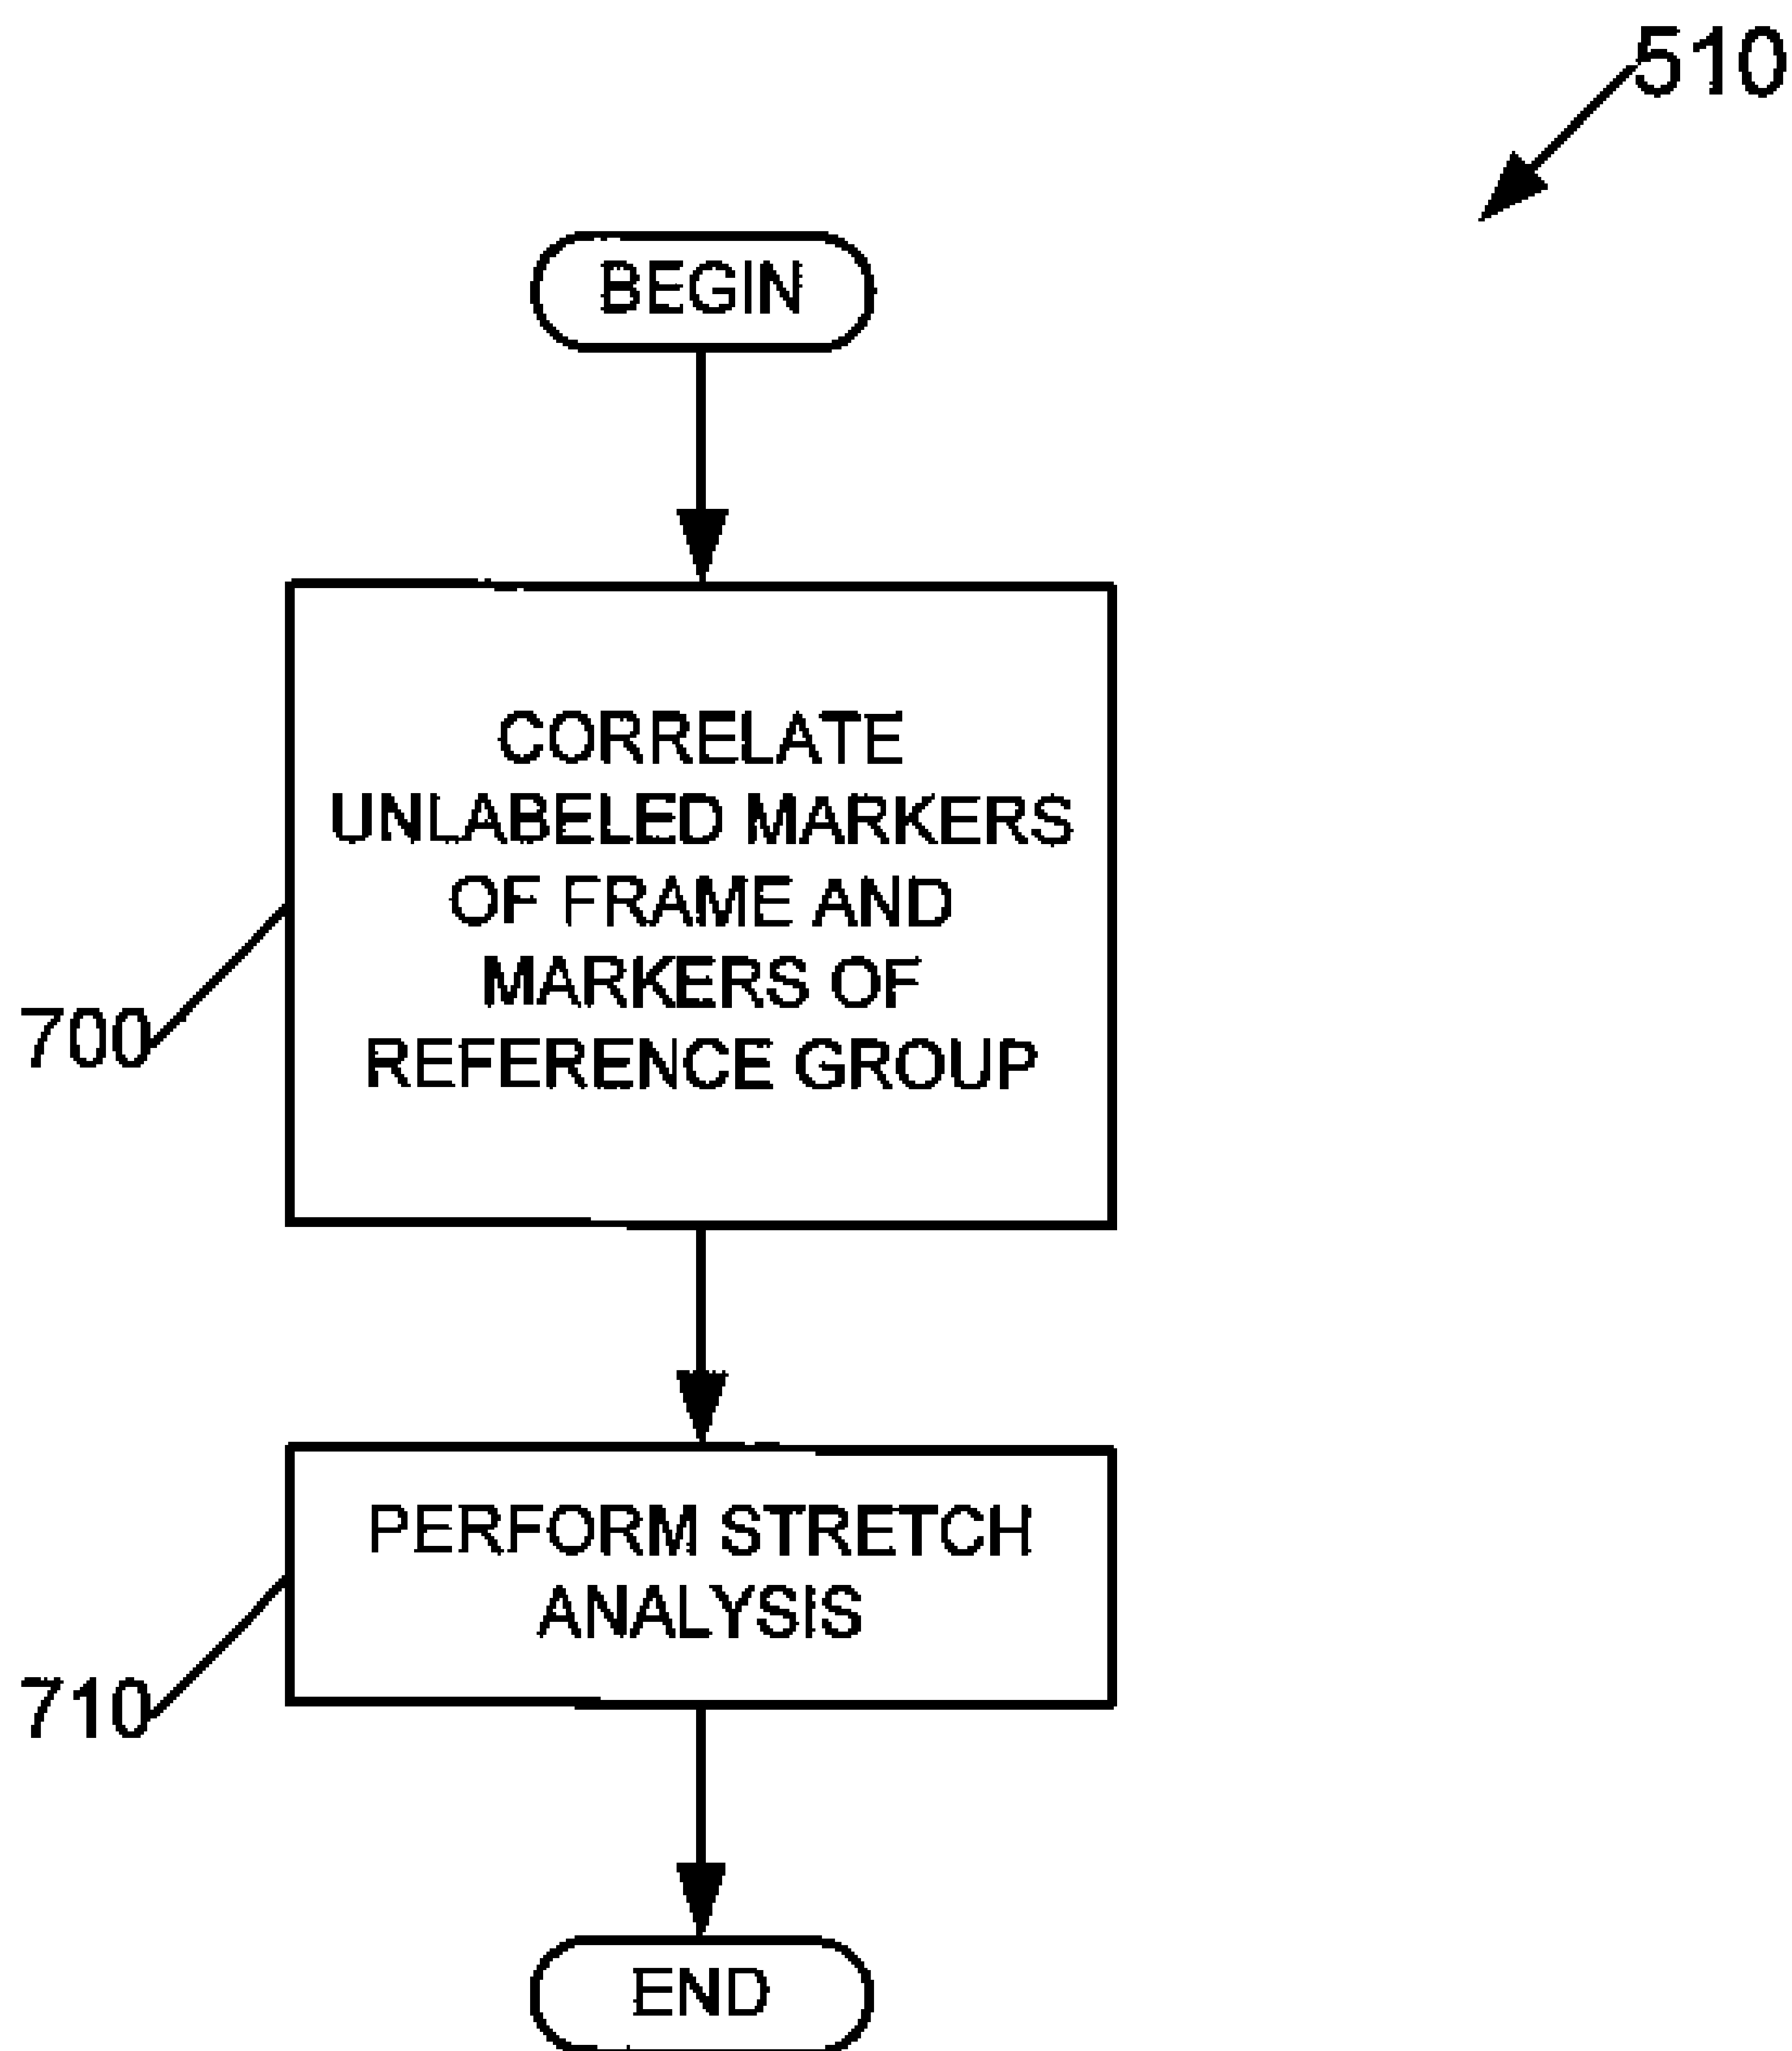 510
BEGIN
CORRELATE
UNLABELED MARKERS
OF FRAME AND
MARKERS OF
REFERENCE GROUP
700
PERFORM STRETCH
ANALYSIS
710
END